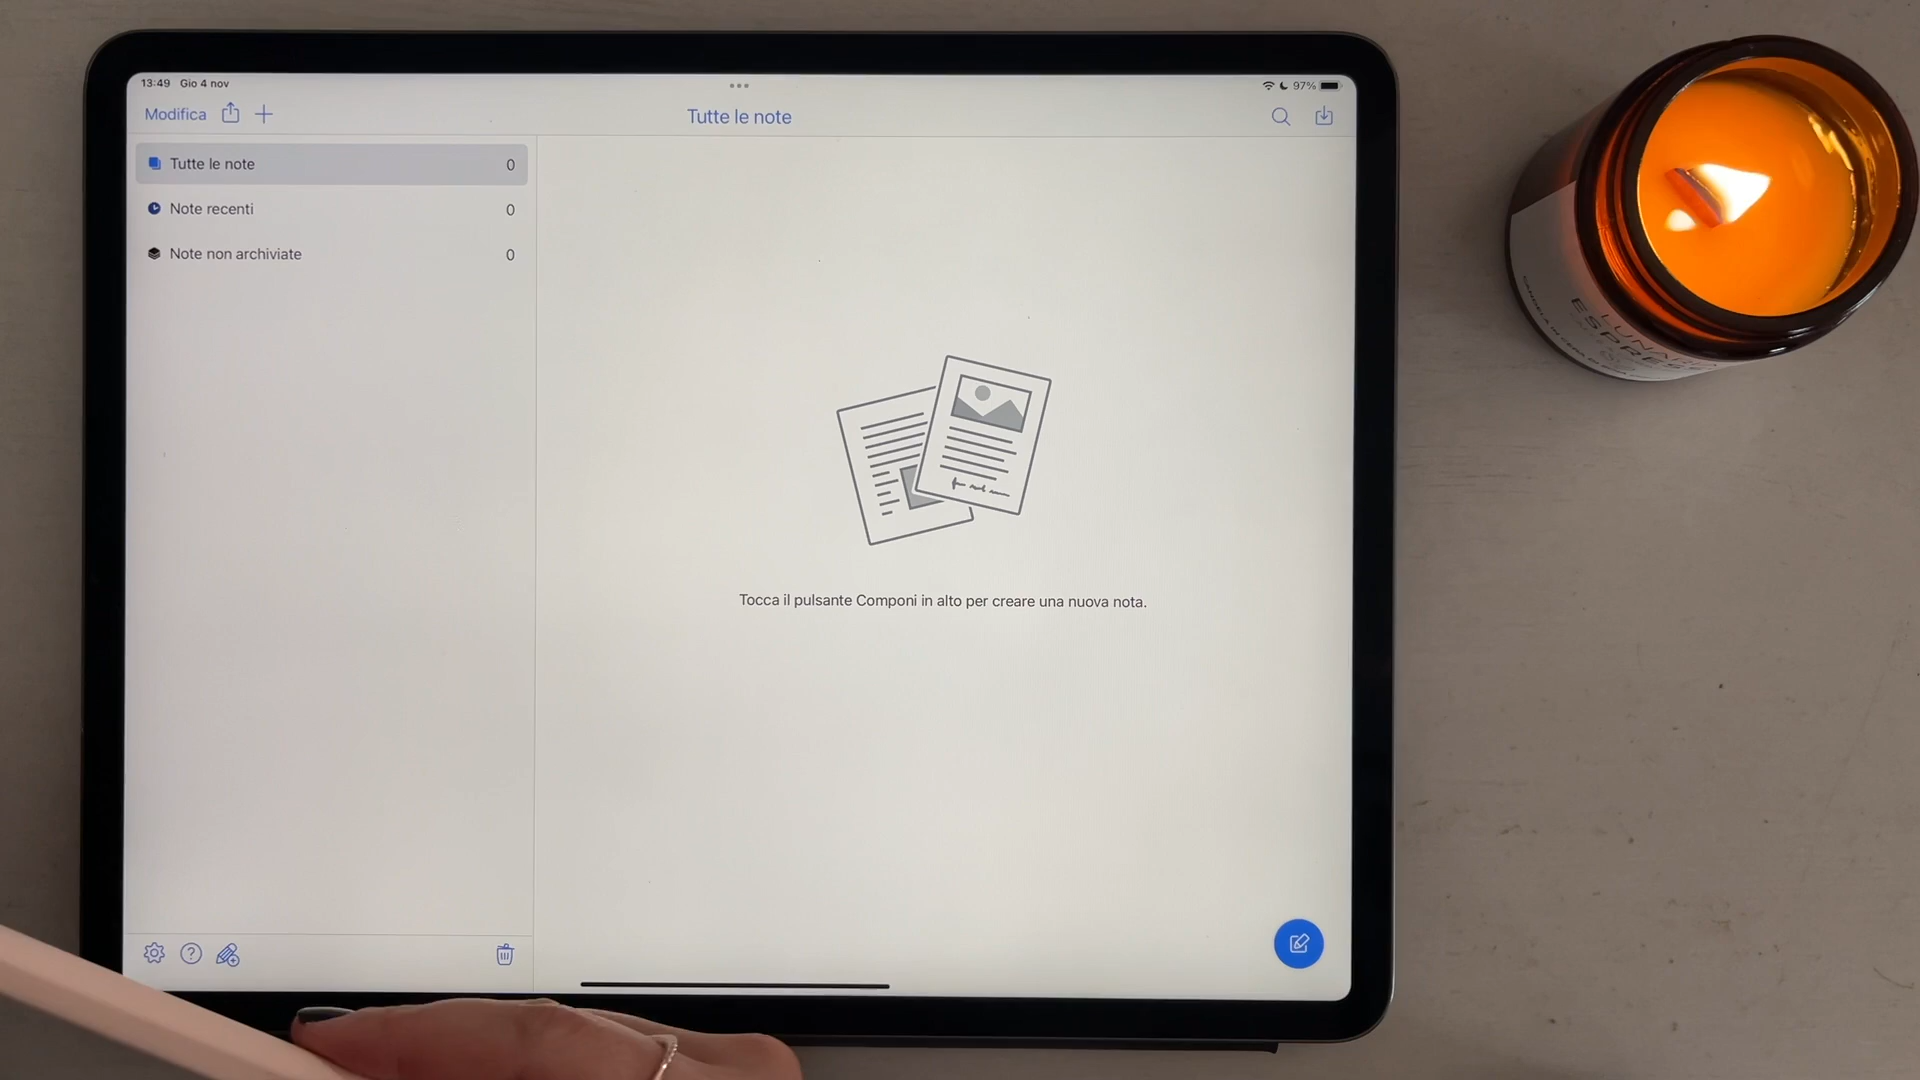 13:49 Gio 4 nov
97%
Modifica
Tutte le note
Tutte le note 0
Note recenti 0
Note non archiviate 0
Tocca il pulsante Componi in alto per creare una nuova nota.